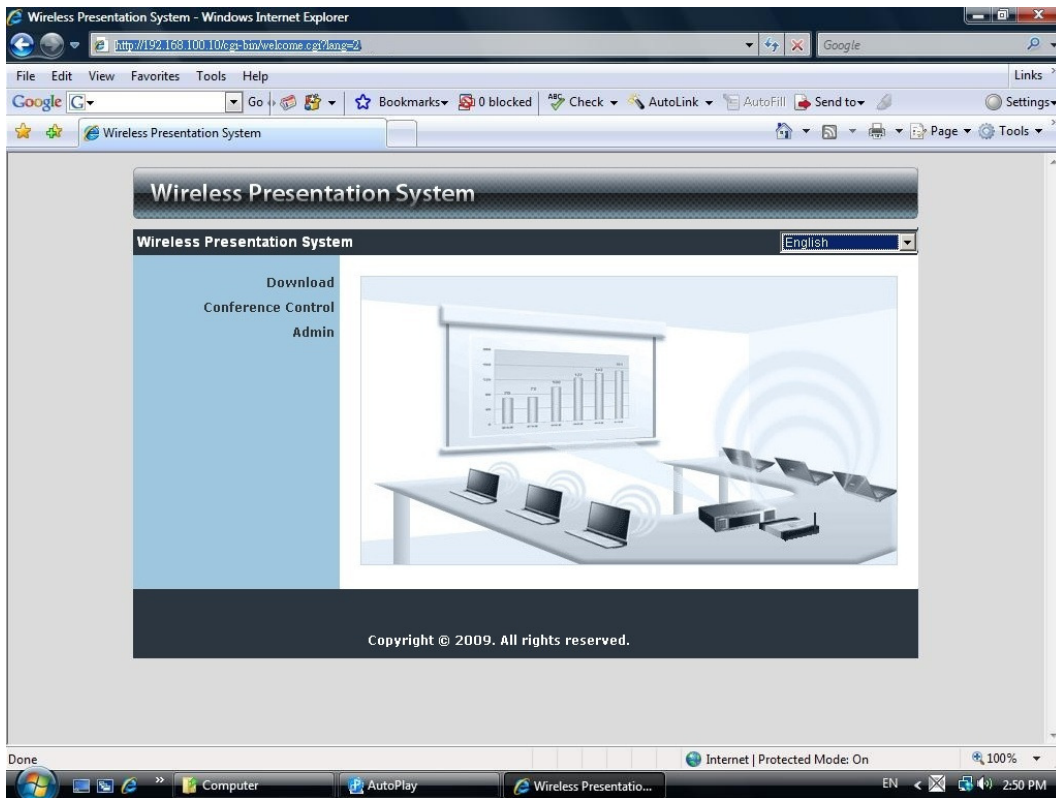 Wireless Presentation System - Windows Internet Explorer
http://192.168.100.10/cgi-bin/welcome.cgi?lang=2
Google
File Edit View Favorites Tools Help
Links
Google
Go
Bookmarks
0 blocked
ABC Check
AutoLink
AutoFill
Send to
Settings
Wireless Presentation System
Page
Tools
Wireless Presentation System
Wireless Presentation System
English
Download
Conference Control
Admin
Copyright © 2009. All rights reserved.
Done
Internet | Protected Mode: On
100%
Computer
AutoPlay
Wireless Presentatio...
EN
2:50 PM